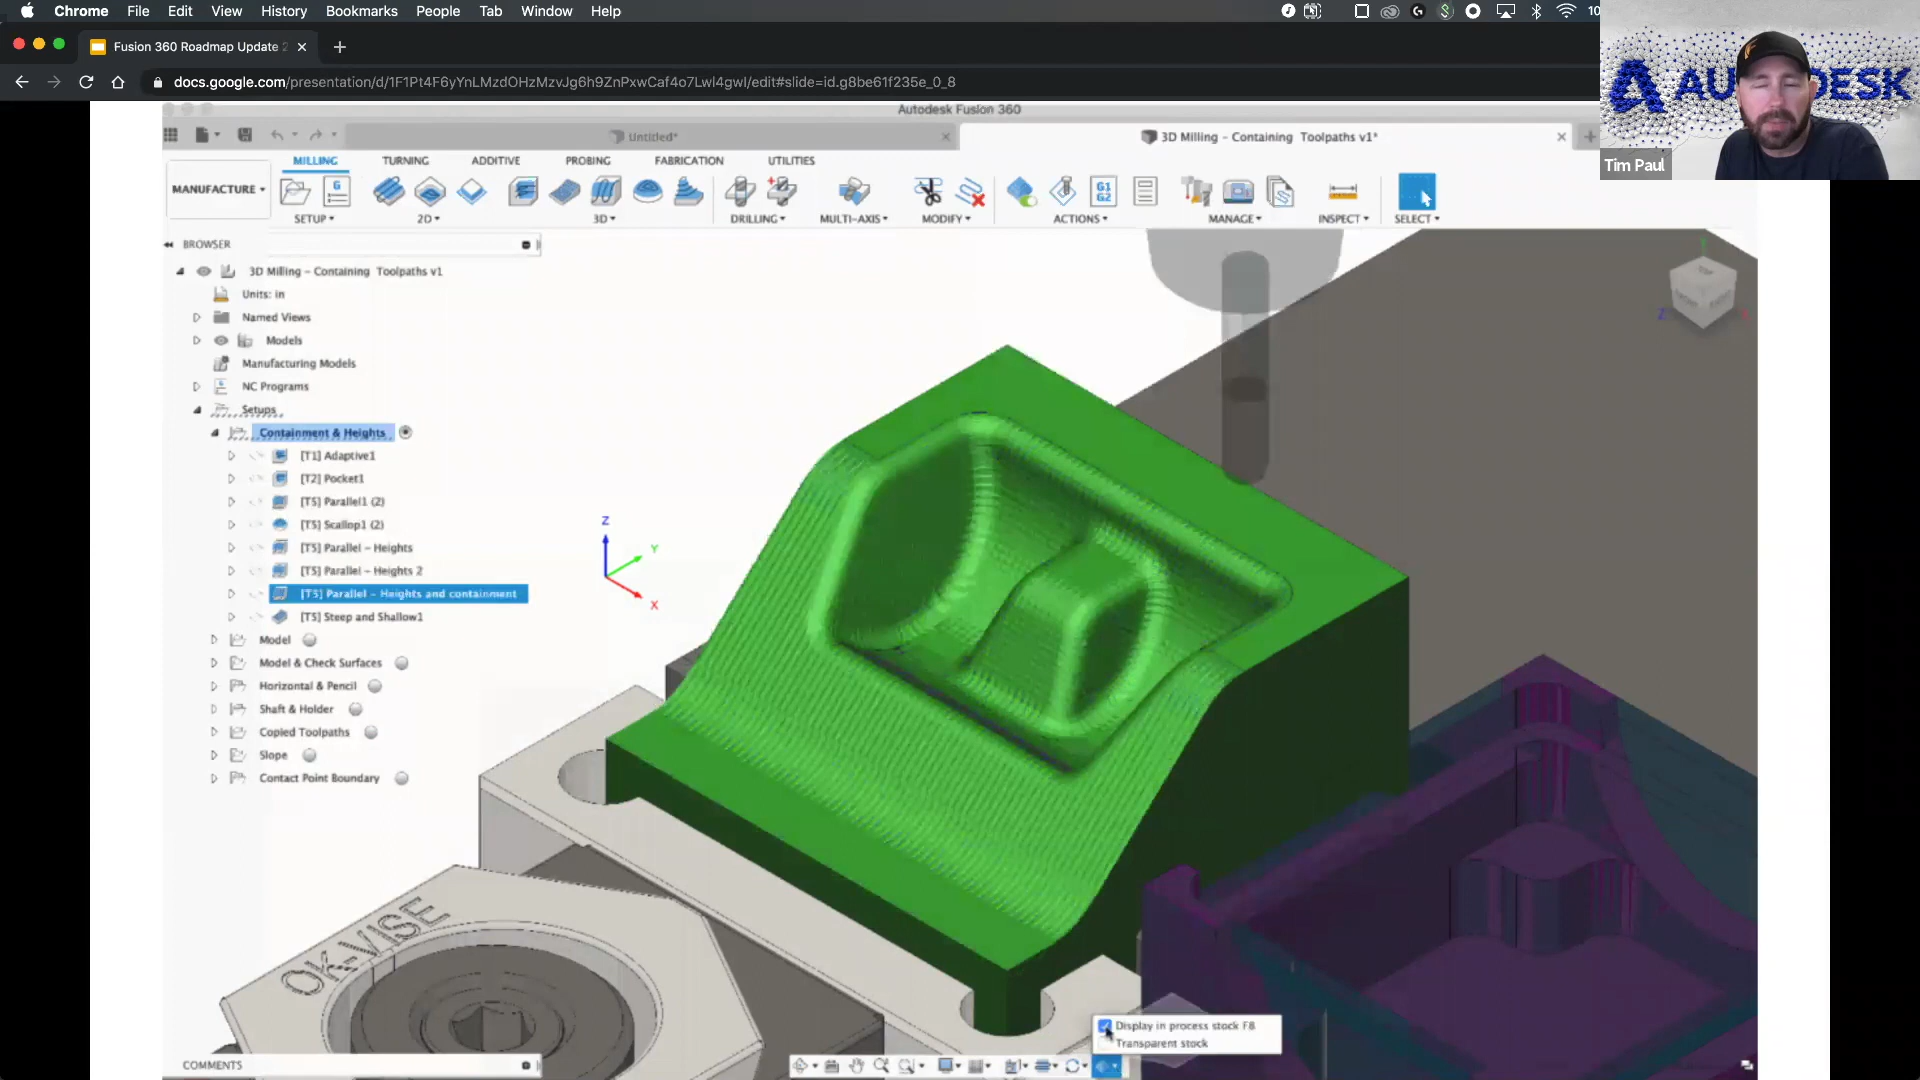 Chrome File Edit View History Bookmarks People Tab Window Help
Fusion 360 Roadmap Update 2
docs.google.com/presentation/d/1F1Pt4F6yYnLMzdOHzMzvJg6h9ZnPxwCaf4o7LwI4gwI/edit#slide=id.g8be61f235e_0_8
AUTODESK
Tim Paul
Autodesk Fusion 360
Untitled*
3D Milling - Containing Toolpaths v1*
MILLING TURNING ADDITIVE PROBING FABRICATION UTILITIES
MANUFACTURE
SETUP 2D 3D DRILLING MULTI-AXIS MODIFY ACTIONS MANAGE INSPECT SELECT
G1
G2
BROWSER
3D Milling - Containing Toolpaths v1
Units: in
Named Views
Models
Manufacturing Models
NC Programs
Setups
Containment & Heights
[T1] Adaptive1
[T2] Pocket1
[T5] Parallel1 (2)
[T5] Scallop1 (2)
[T5] Parallel - Heights
[T5] Parallel - Heights 2
[T5] Parallel - Heights and containment
[T5] Steep and Shallow1
Model
Model & Check Surfaces
Horizontal & Pencil
Shaft & Holder
Copied Toolpaths
Slope
Contact Point Boundary
Z
Y
X
OK-VISE
Display in process stock F8
Transparent stock
COMMENTS